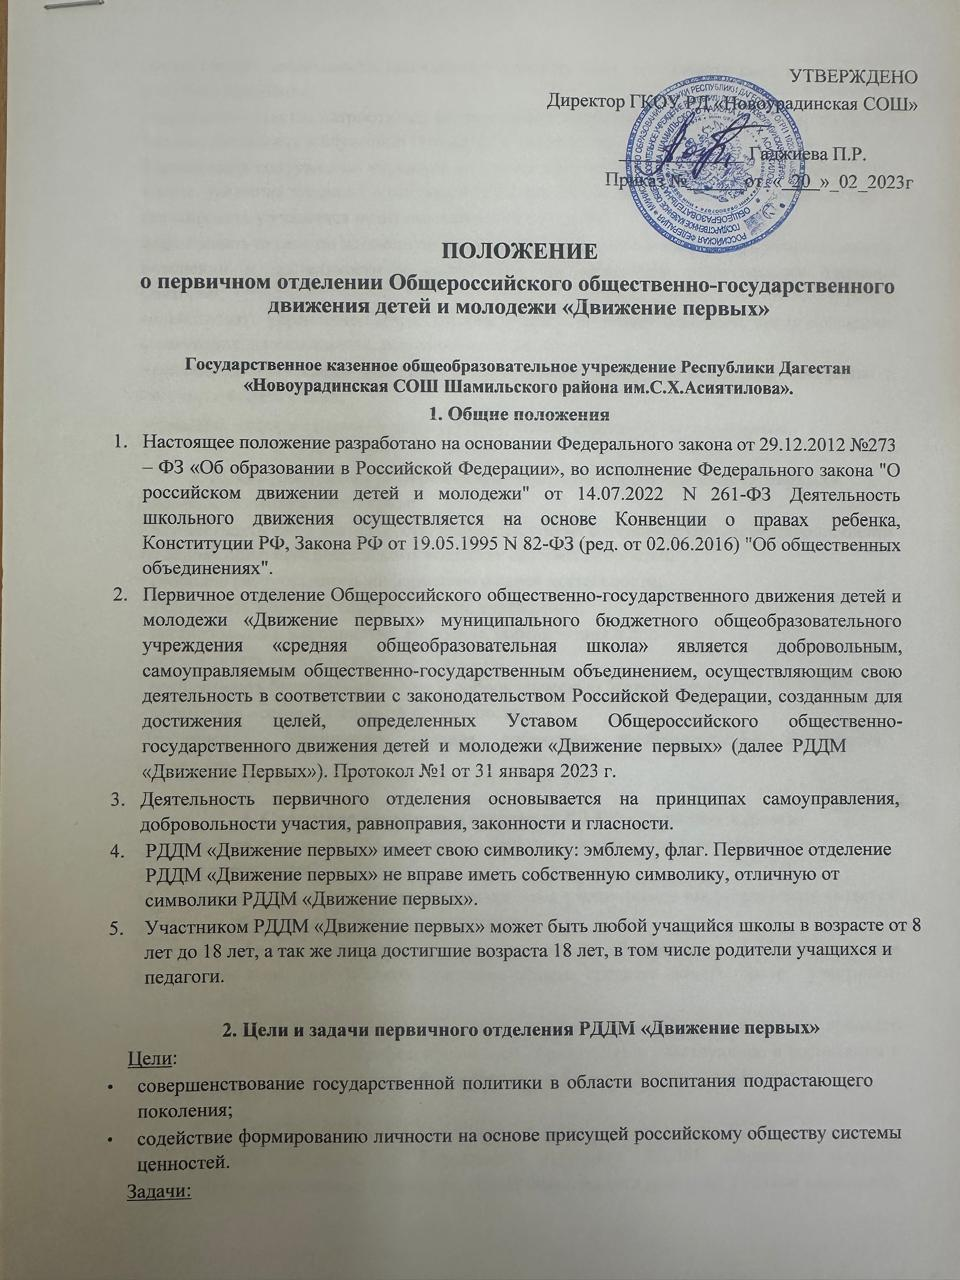 УТВЕРЖДЕНО
Директор ГКОУ РД «Новоурадинская СОШ»
Гаджиева П.Р.
Приказ №______от «_20_»_02_2023г
ПОЛОЖЕНИЕ
о первичном отделении Общероссийского общественно-государственного
движения детей и молодежи «Движение первых»
Государственное казенное общеобразовательное учреждение Республики Дагестан
«Новоурадинская СОШ Шамильского района им.С.Х.Асиятилова».
1. Общие положения
1. Настоящее положение разработано на основании Федерального закона от 29.12.2012 №273
– ФЗ «Об образовании в Российской Федерации», во исполнение Федерального закона "О
российском движении детей и молодежи" от 14.07.2022 N 261-ФЗ Деятельность
школьного движения осуществляется на основе Конвенции о правах ребенка,
Конституции РФ, Закона РФ от 19.05.1995 N 82-ФЗ (ред. от 02.06.2016) "Об общественных
объединениях".
2. Первичное отделение Общероссийского общественно-государственного движения детей и
молодежи «Движение первых» муниципального бюджетного общеобразовательного
учреждения «средняя общеобразовательная школа» является добровольным,
самоуправляемым общественно-государственным объединением, осуществляющим свою
деятельность в соответствии с законодательством Российской Федерации, созданным для
достижения целей, определенных Уставом Общероссийского общественно-
государственного движения детей и молодежи «Движение первых» (далее РДДМ
«Движение Первых»). Протокол №1 от 31 января 2023 г.
3. Деятельность первичного отделения основывается на принципах самоуправления,
добровольности участия, равноправия, законности и гласности.
4. РДДМ «Движение первых» имеет свою символику: эмблему, флаг. Первичное отделение
РДДМ «Движение первых» не вправе иметь собственную символику, отличную от
символики РДДМ «Движение первых».
5. Участником РДДМ «Движение первых» может быть любой учащийся школы в возрасте от 8
лет до 18 лет, а так же лица достигшие возраста 18 лет, в том числе родители учащихся и
педагоги.
2. Цели и задачи первичного отделения РДДМ «Движение первых»
Цели:
• совершенствование государственной политики в области воспитания подрастающего
поколения;
• содействие формированию личности на основе присущей российскому обществу системы
ценностей.
Задачи: